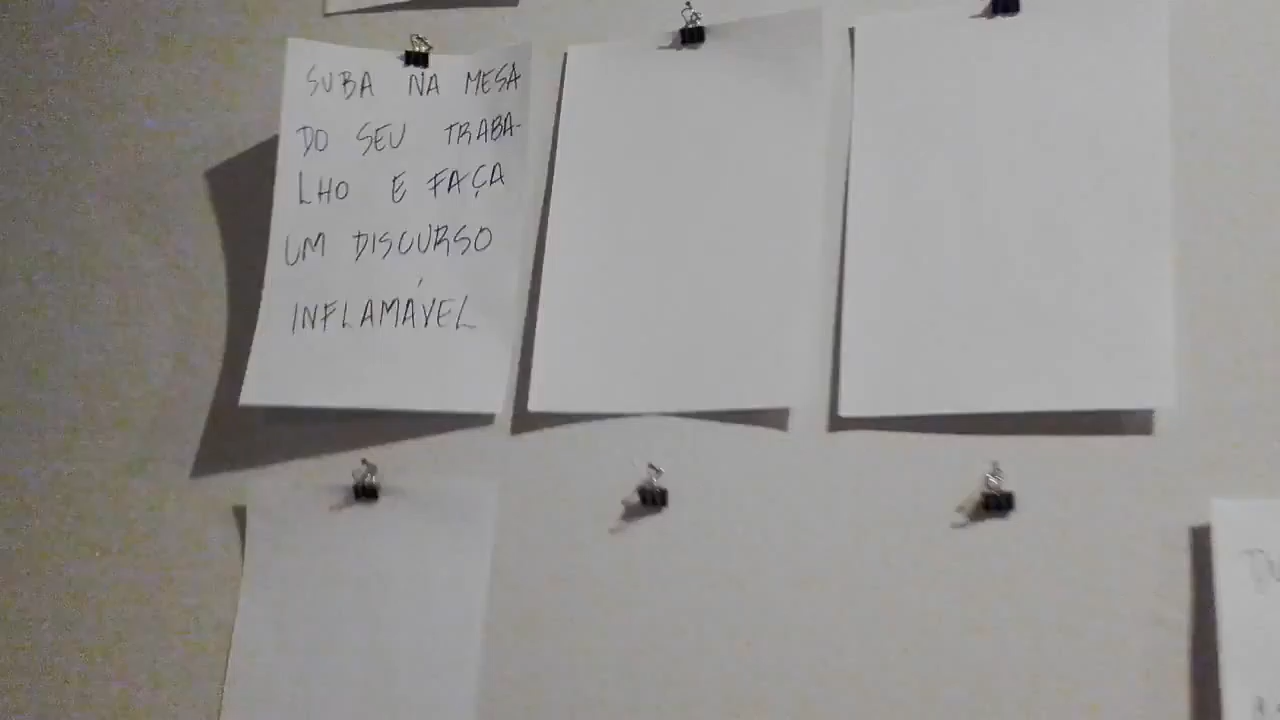 SUBA NA MESA
DO SEU TRABA-
LHO E FAÇA
UM DISCURSO
INFLAMÁVEL